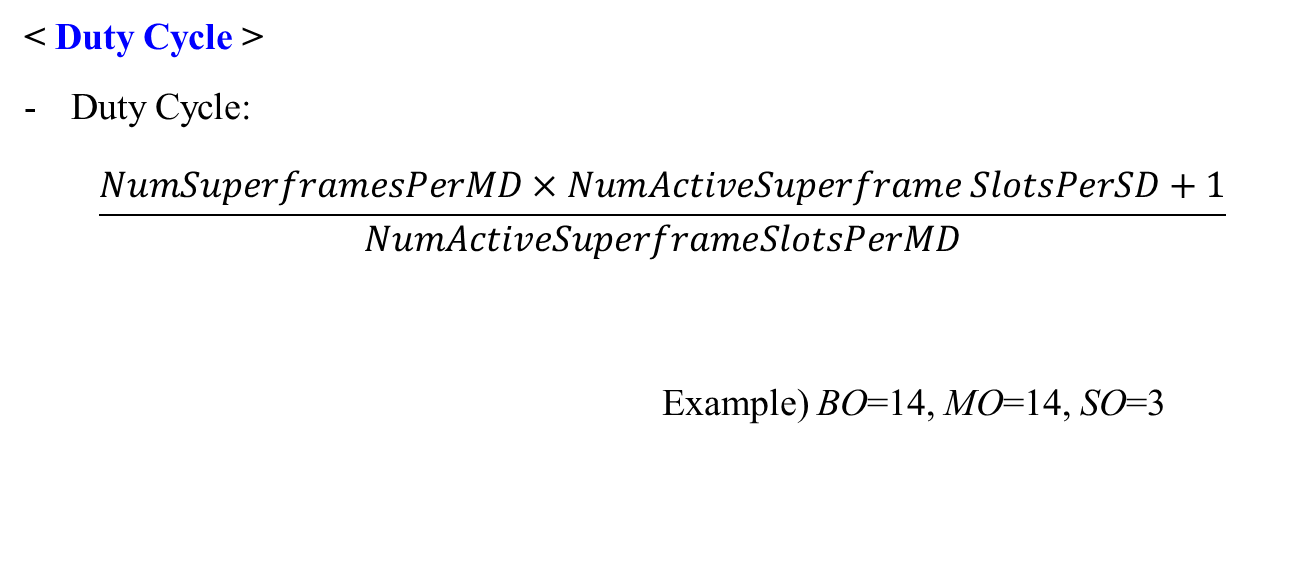 < Duty Cycle >
- Duty Cycle:
NumSuperframesPerMD × NumActiveSuperframe SlotsPerSD + 1
NumActiveSuperframeSlotsPerMD
Example) BO=14, MO=14, SO=3